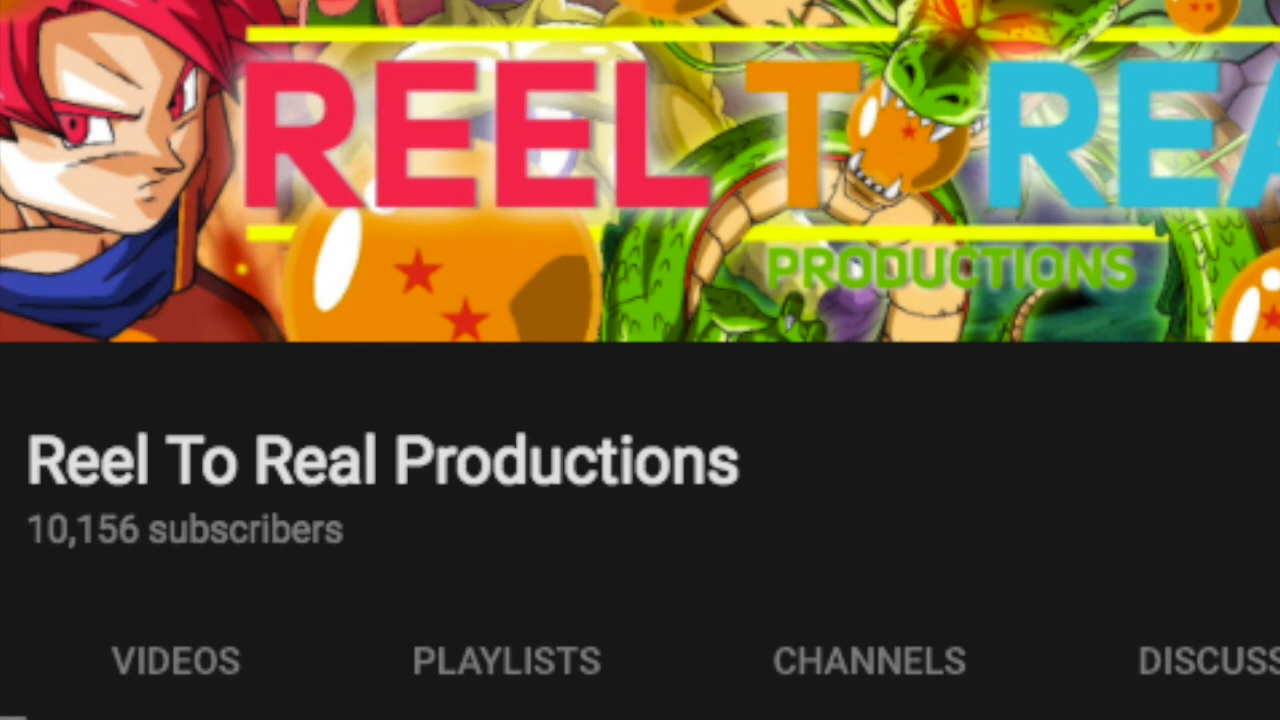 REEL TO REA
PRODUCTIONS
Reel To Real Productions
10,156 subscribers
VIDEOS PLAYLISTS CHANNELS DISCUSS